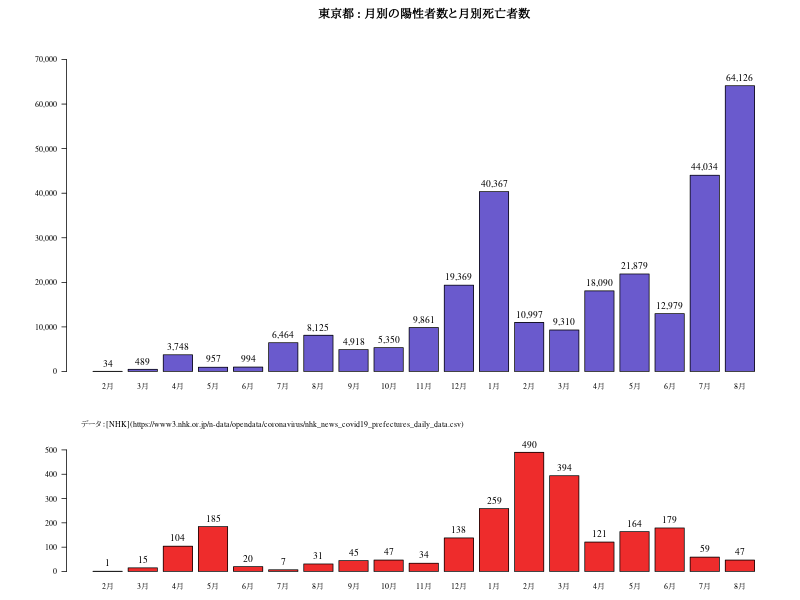 東京都：月別の陽性者数と月別死亡者数
70,000
60,000
50,000
40,000
30,000
20,000
10,000
0
34 489 3,748 957 994 6,464 8,125 4,918 5,350 9,861 19,369 40,367 10,997 9,310 18,090 21,879 12,979 44,034 64,126
2月 3月 4月 5月 6月 7月 8月 9月 10月 11月 12月 1月 2月 3月 4月 5月 6月 7月 8月
データ：[NHK](https://www3.nhk.or.jp/n-data/opendata/coronavirus/nhk_news_covid19_prefectures_daily_data.csv)
500
400
300
200
100
0
1 15 104 185 20 7 31 45 47 34 138 259 490 394 121 164 179 59 47
2月 3月 4月 5月 6月 7月 8月 9月 10月 11月 12月 1月 2月 3月 4月 5月 6月 7月 8月